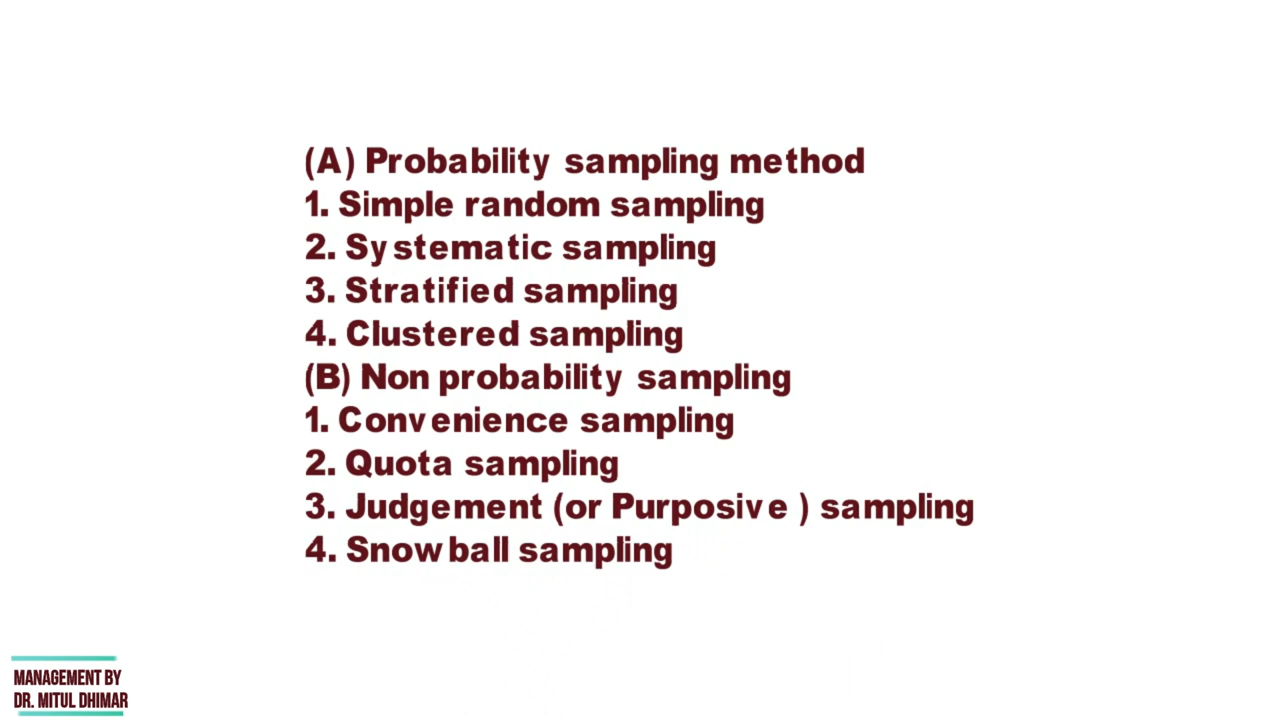 (A) Probability sampling method
1. Simple random sampling
2. Systematic sampling
3. Stratified sampling
4. Clustered sampling
(B) Non probability sampling
1. Convenience sampling
2. Quota sampling
3. Judgement (or Purposive ) sampling
4. Snowball sampling
MANAGEMENT BY
DR. MITUL DHIMAR